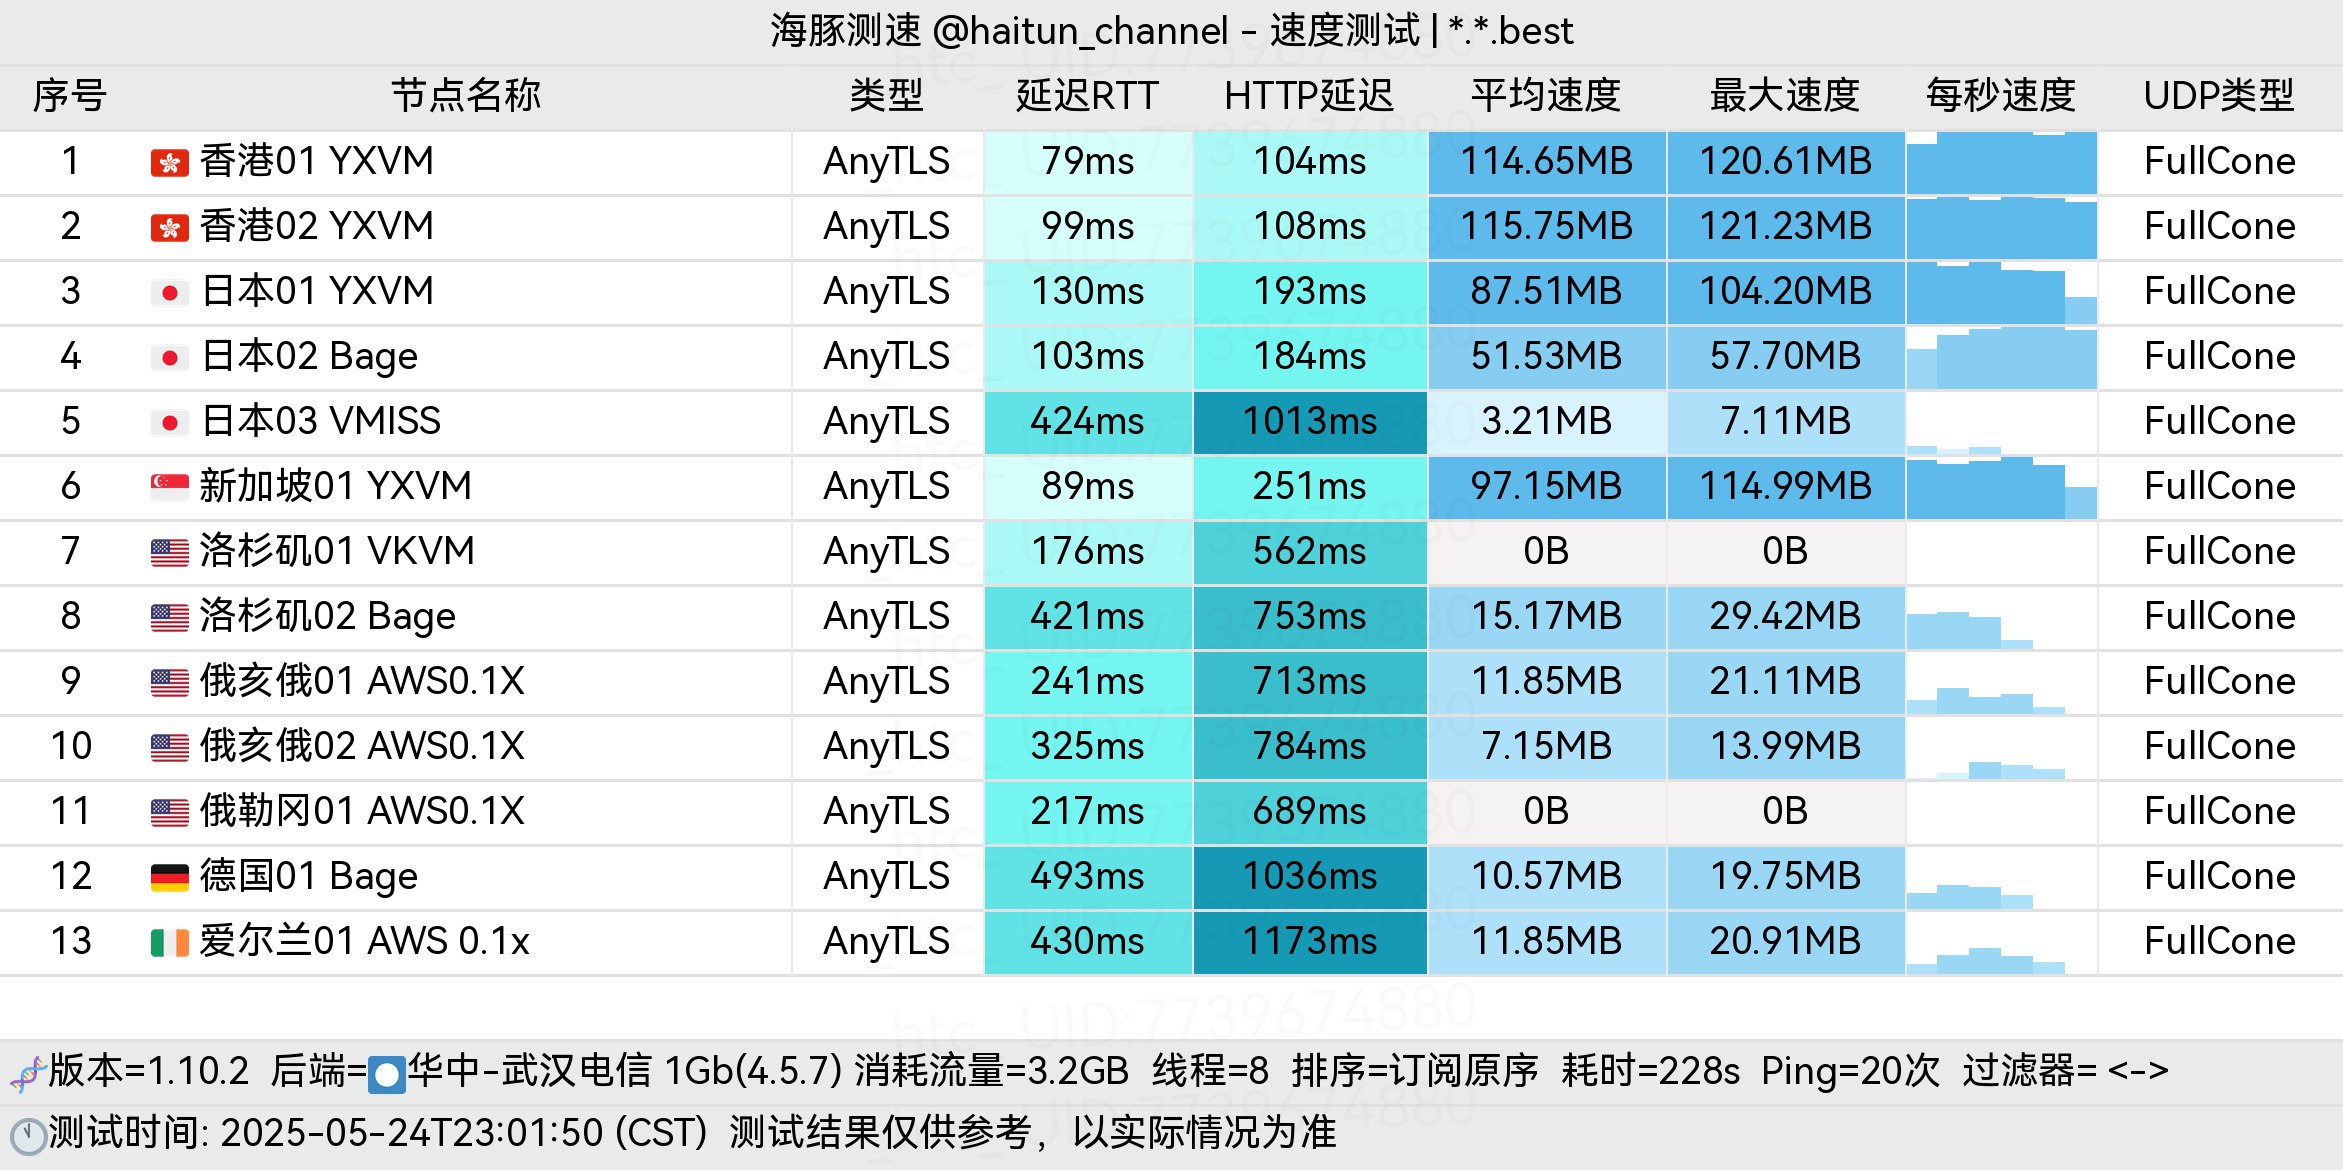 海豚测速 @haitun_channel - 速度测试 | *.*.best
序号 节点名称 类型 延迟RTT HTTP延迟 平均速度 最大速度 每秒速度 UDP类型
1 香港01 YXVM AnyTLS 79ms 104ms 114.65MB 120.61MB FullCone
2 香港02 YXVM AnyTLS 99ms 108ms 115.75MB 121.23MB FullCone
3 日本01 YXVM AnyTLS 130ms 193ms 87.51MB 104.20MB FullCone
4 日本02 Bage AnyTLS 103ms 184ms 51.53MB 57.70MB FullCone
5 日本03 VMISS AnyTLS 424ms 1013ms 3.21MB 7.11MB FullCone
6 新加坡01 YXVM AnyTLS 89ms 251ms 97.15MB 114.99MB FullCone
7 洛杉矶01 VKVM AnyTLS 176ms 562ms 0B 0B FullCone
8 洛杉矶02 Bage AnyTLS 421ms 753ms 15.17MB 29.42MB FullCone
9 俄亥俄01 AWS0.1X AnyTLS 241ms 713ms 11.85MB 21.11MB FullCone
10 俄亥俄02 AWS0.1X AnyTLS 325ms 784ms 7.15MB 13.99MB FullCone
11 俄勒冈01 AWS0.1X AnyTLS 217ms 689ms 0B 0B FullCone
12 德国01 Bage AnyTLS 493ms 1036ms 10.57MB 19.75MB FullCone
13 爱尔兰01 AWS 0.1x AnyTLS 430ms 1173ms 11.85MB 20.91MB FullCone
版本=1.10.2 后端=华中-武汉电信 1Gb(4.5.7) 消耗流量=3.2GB 线程=8 排序=订阅原序 耗时=228s Ping=20次 过滤器= <->
测试时间: 2025-05-24T23:01:50 (CST) 测试结果仅供参考，以实际情况为准
htc_ UID:7739674880